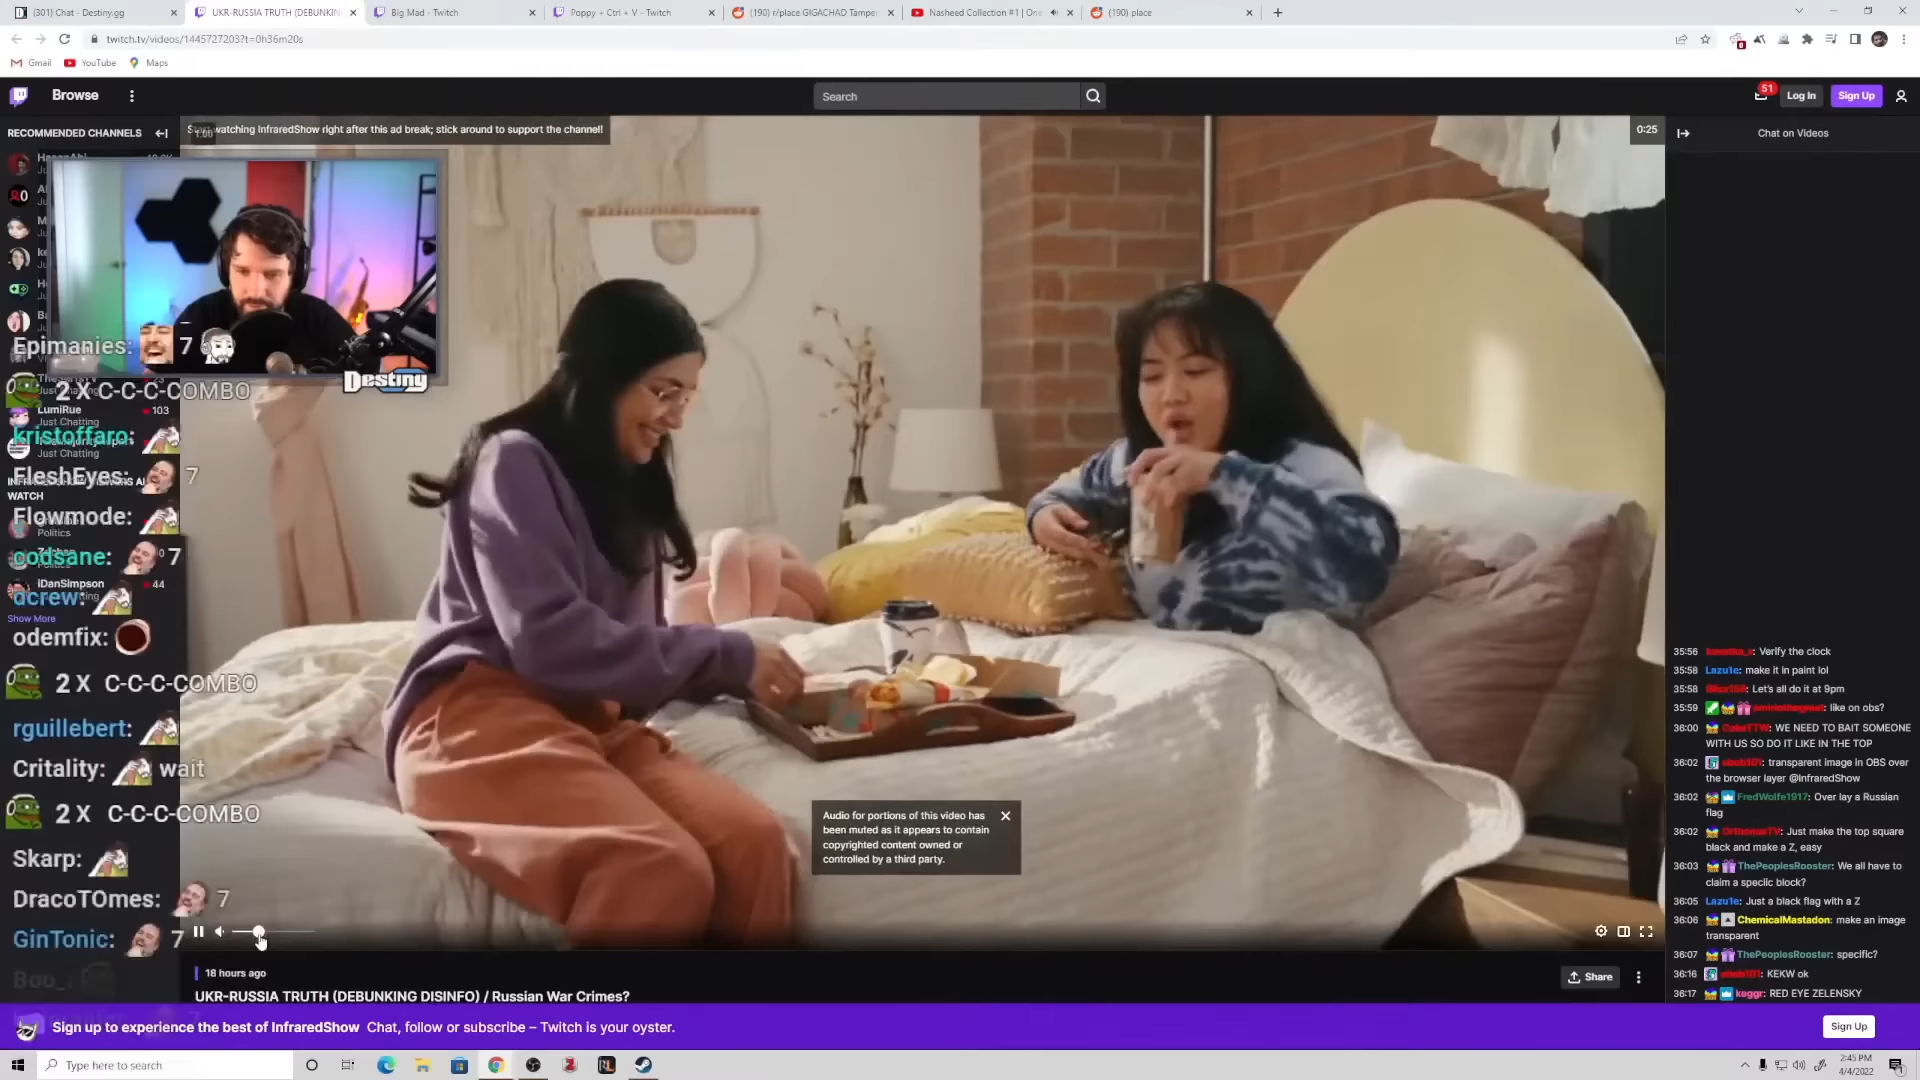 (301) Chat - Destiny.gg
UKR-RUSSIA TRUTH (DEBUNKIN
Big Mad - Twitch
Poppy + Ctrl + V - Twitch
(190) r/place GIGACHAD Tamper
Nasheed Collection #1 | On
(190) place
twitch.tv/videos/1445727203?t=0h36m20s
Gmail
YouTube
Maps
Browse
Search
51
Log In
Sign Up
RECOMMENDED CHANNELS
watching InfraredShow right after this ad break; stick around to support the channel!
1.00
0:25
Chat on Videos
Destiny
Epimanies: 7
2 X C-C-C-COMBO
LumiRue
103
Just Chatting
kristoffaro:
Just Chatting
FleshEyes: 7
WATCH
Flowmode:
Politics
codsane: 7
iDanSimpson
44
dcrew:
Show More
odemfix:
2 X C-C-C-COMBO
rguillebert:
Critality: wait
2 X C-C-C-COMBO
Skarp:
DracoTOmes: 7
GinTonic: 7
Audio for portions of this video has
been muted as it appears to contain
copyrighted content owned or
controlled by a third party.
35:56 : Verify the clock
35:58 Lazu1e: make it in paint lol
35:58 : Let's all do it at 9pm
35:59 : like on obs?
36:00 : WE NEED TO BAIT SOMEONE
WITH US SO DO IT LIKE IN THE TOP
36:02 : transparent image in OBS over
the browser layer @InfraredShow
36:02 FredWolfe1917: Over lay a Russian
flag
36:02 : Just make the top square
black and make a Z, easy
36:03 ThePeoplesRooster: We all have to
claim a speciic block?
36:05 Lazu1e: Just a black flag with a Z
36:06 ChemicalMastadon: make an image
transparent
36:07 ThePeoplesRooster: specific?
36:16 : KEKW ok
36:17 keggr: RED EYE ZELENSKY
18 hours ago
Share
UKR-RUSSIA TRUTH (DEBUNKING DISINFO) / Russian War Crimes?
Sign up to experience the best of InfraredShow Chat, follow or subscribe – Twitch is your oyster.
Sign Up
Type here to search
2:45 PM
4/4/2022